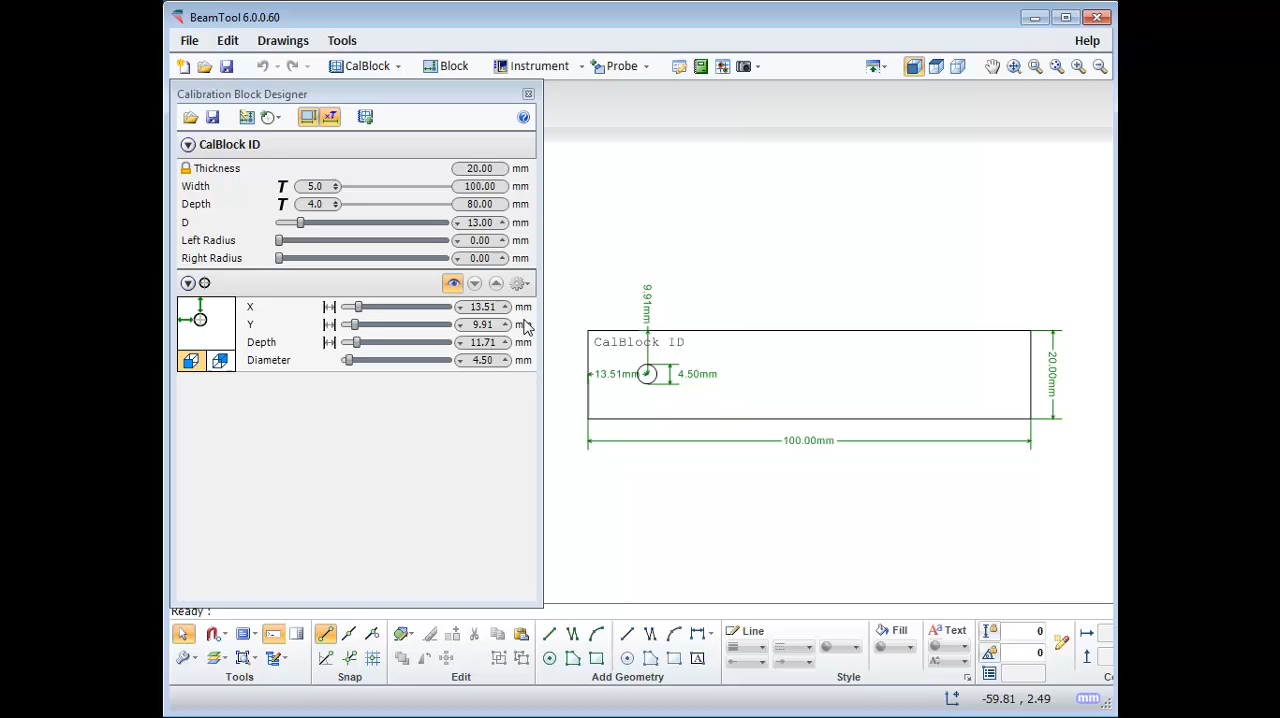 BeamTool 6.0.0.60
File Edit Drawings Tools Help
CalBlock Block Instrument Probe
Calibration Block Designer
CalBlock ID
Thickness 20.00 mm
Width T 5.0 100.00 mm
Depth T 4.0 80.00 mm
D 13.00 mm
Left Radius 0.00 mm
Right Radius 0.00 mm
X 13.51 mm
Y 9.91 mm
Depth 11.71 mm
Diameter 4.50 mm
9.91mm
CalBlock ID
13.51mm 4.50mm
20.00mm
100.00mm
Ready :
Line Fill Text 0
0
Tools Snap Edit Add Geometry Style
-59.81 , 2.49 mm